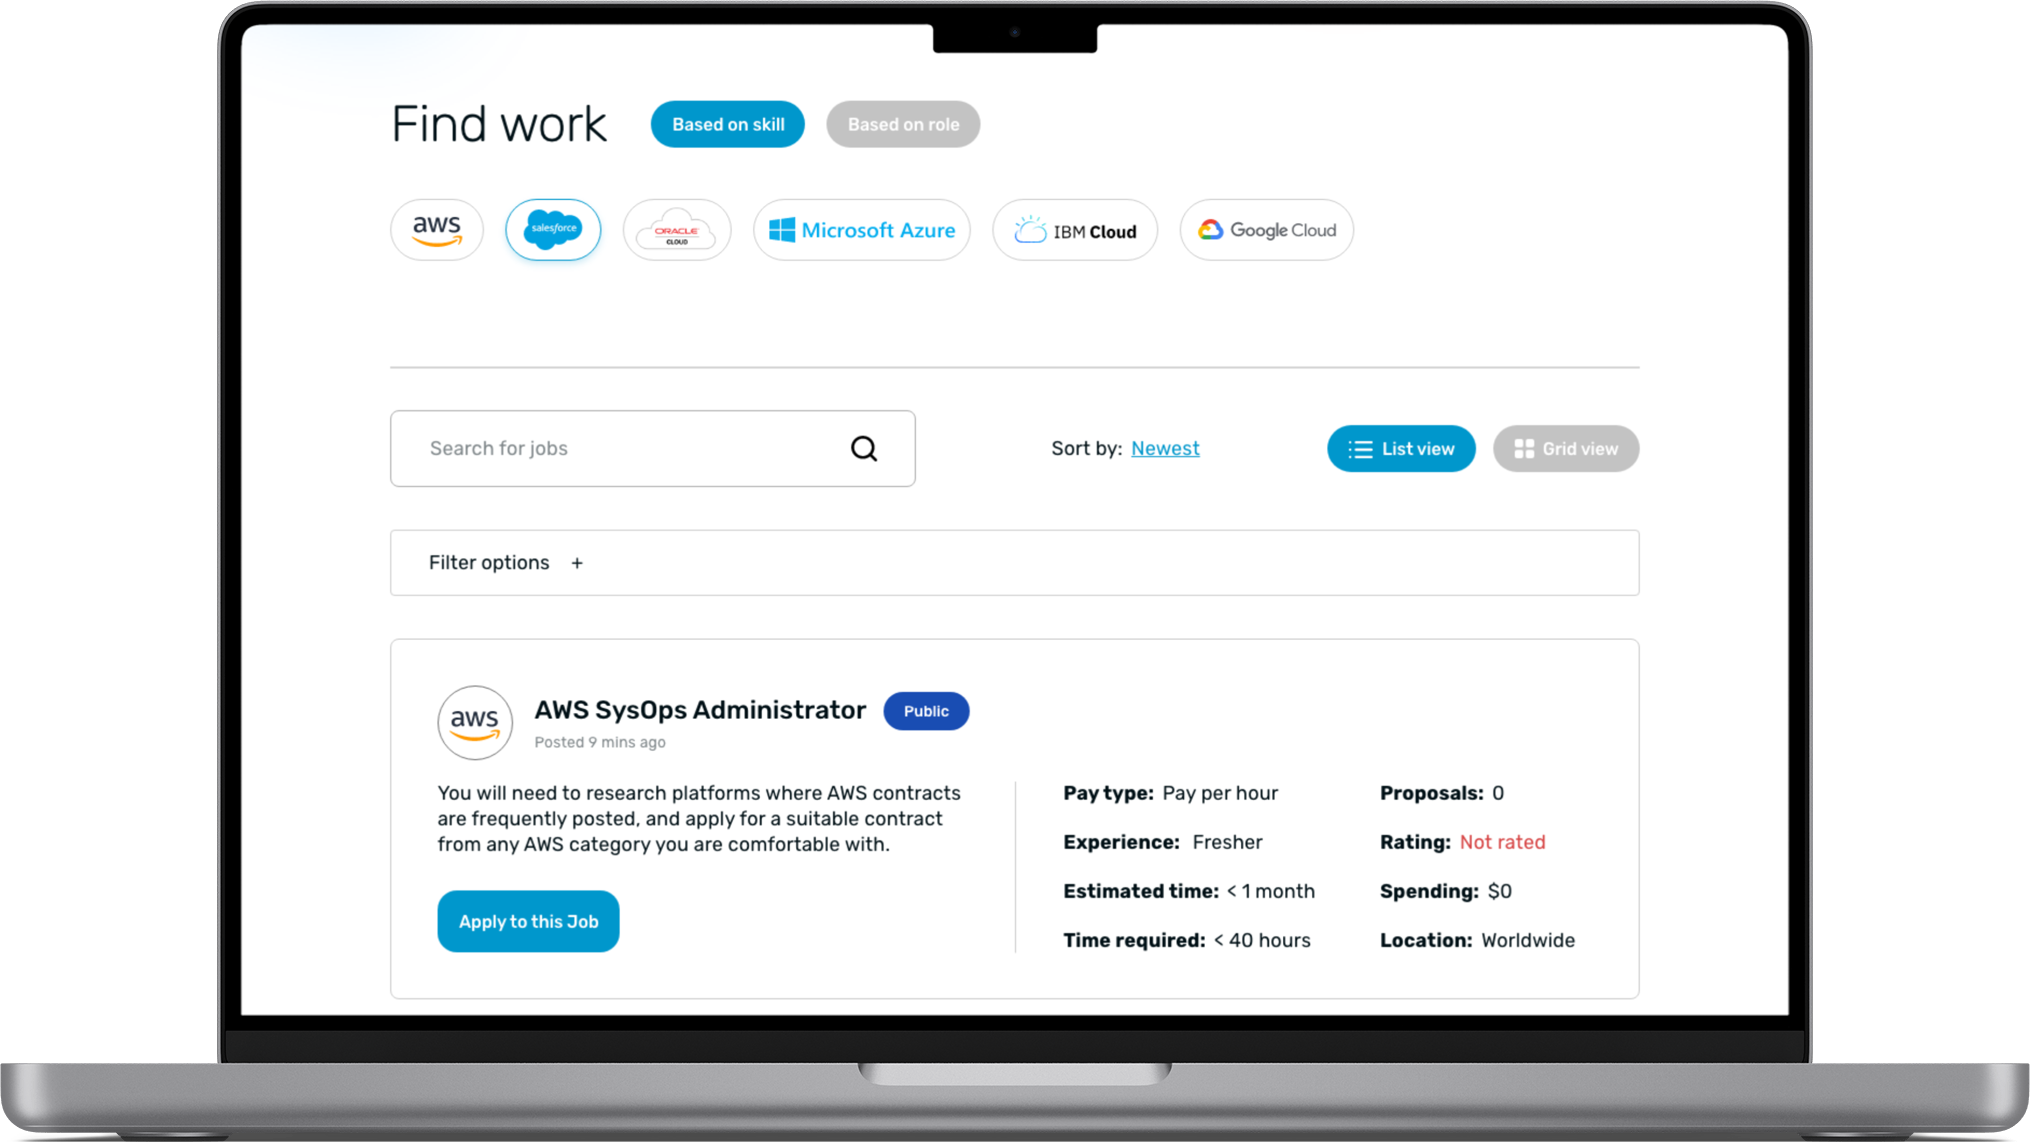 Find work
Based on skill
Based on role
aws
salesforce
ORACLE
CLOUD
Microsoft Azure
IBM Cloud
Google Cloud
Search for jobs
Sort by: Newest
List view
Grid view
Filter options +
aws
AWS SysOps Administrator
Public
Posted 9 mins ago
You will need to research platforms where AWS contracts
are frequently posted, and apply for a suitable contract
from any AWS category you are comfortable with.
Apply to this Job
Pay type: Pay per hour
Experience: Fresher
Estimated time: < 1 month
Time required: < 40 hours
Proposals: 0
Rating: Not rated
Spending: $0
Location: Worldwide